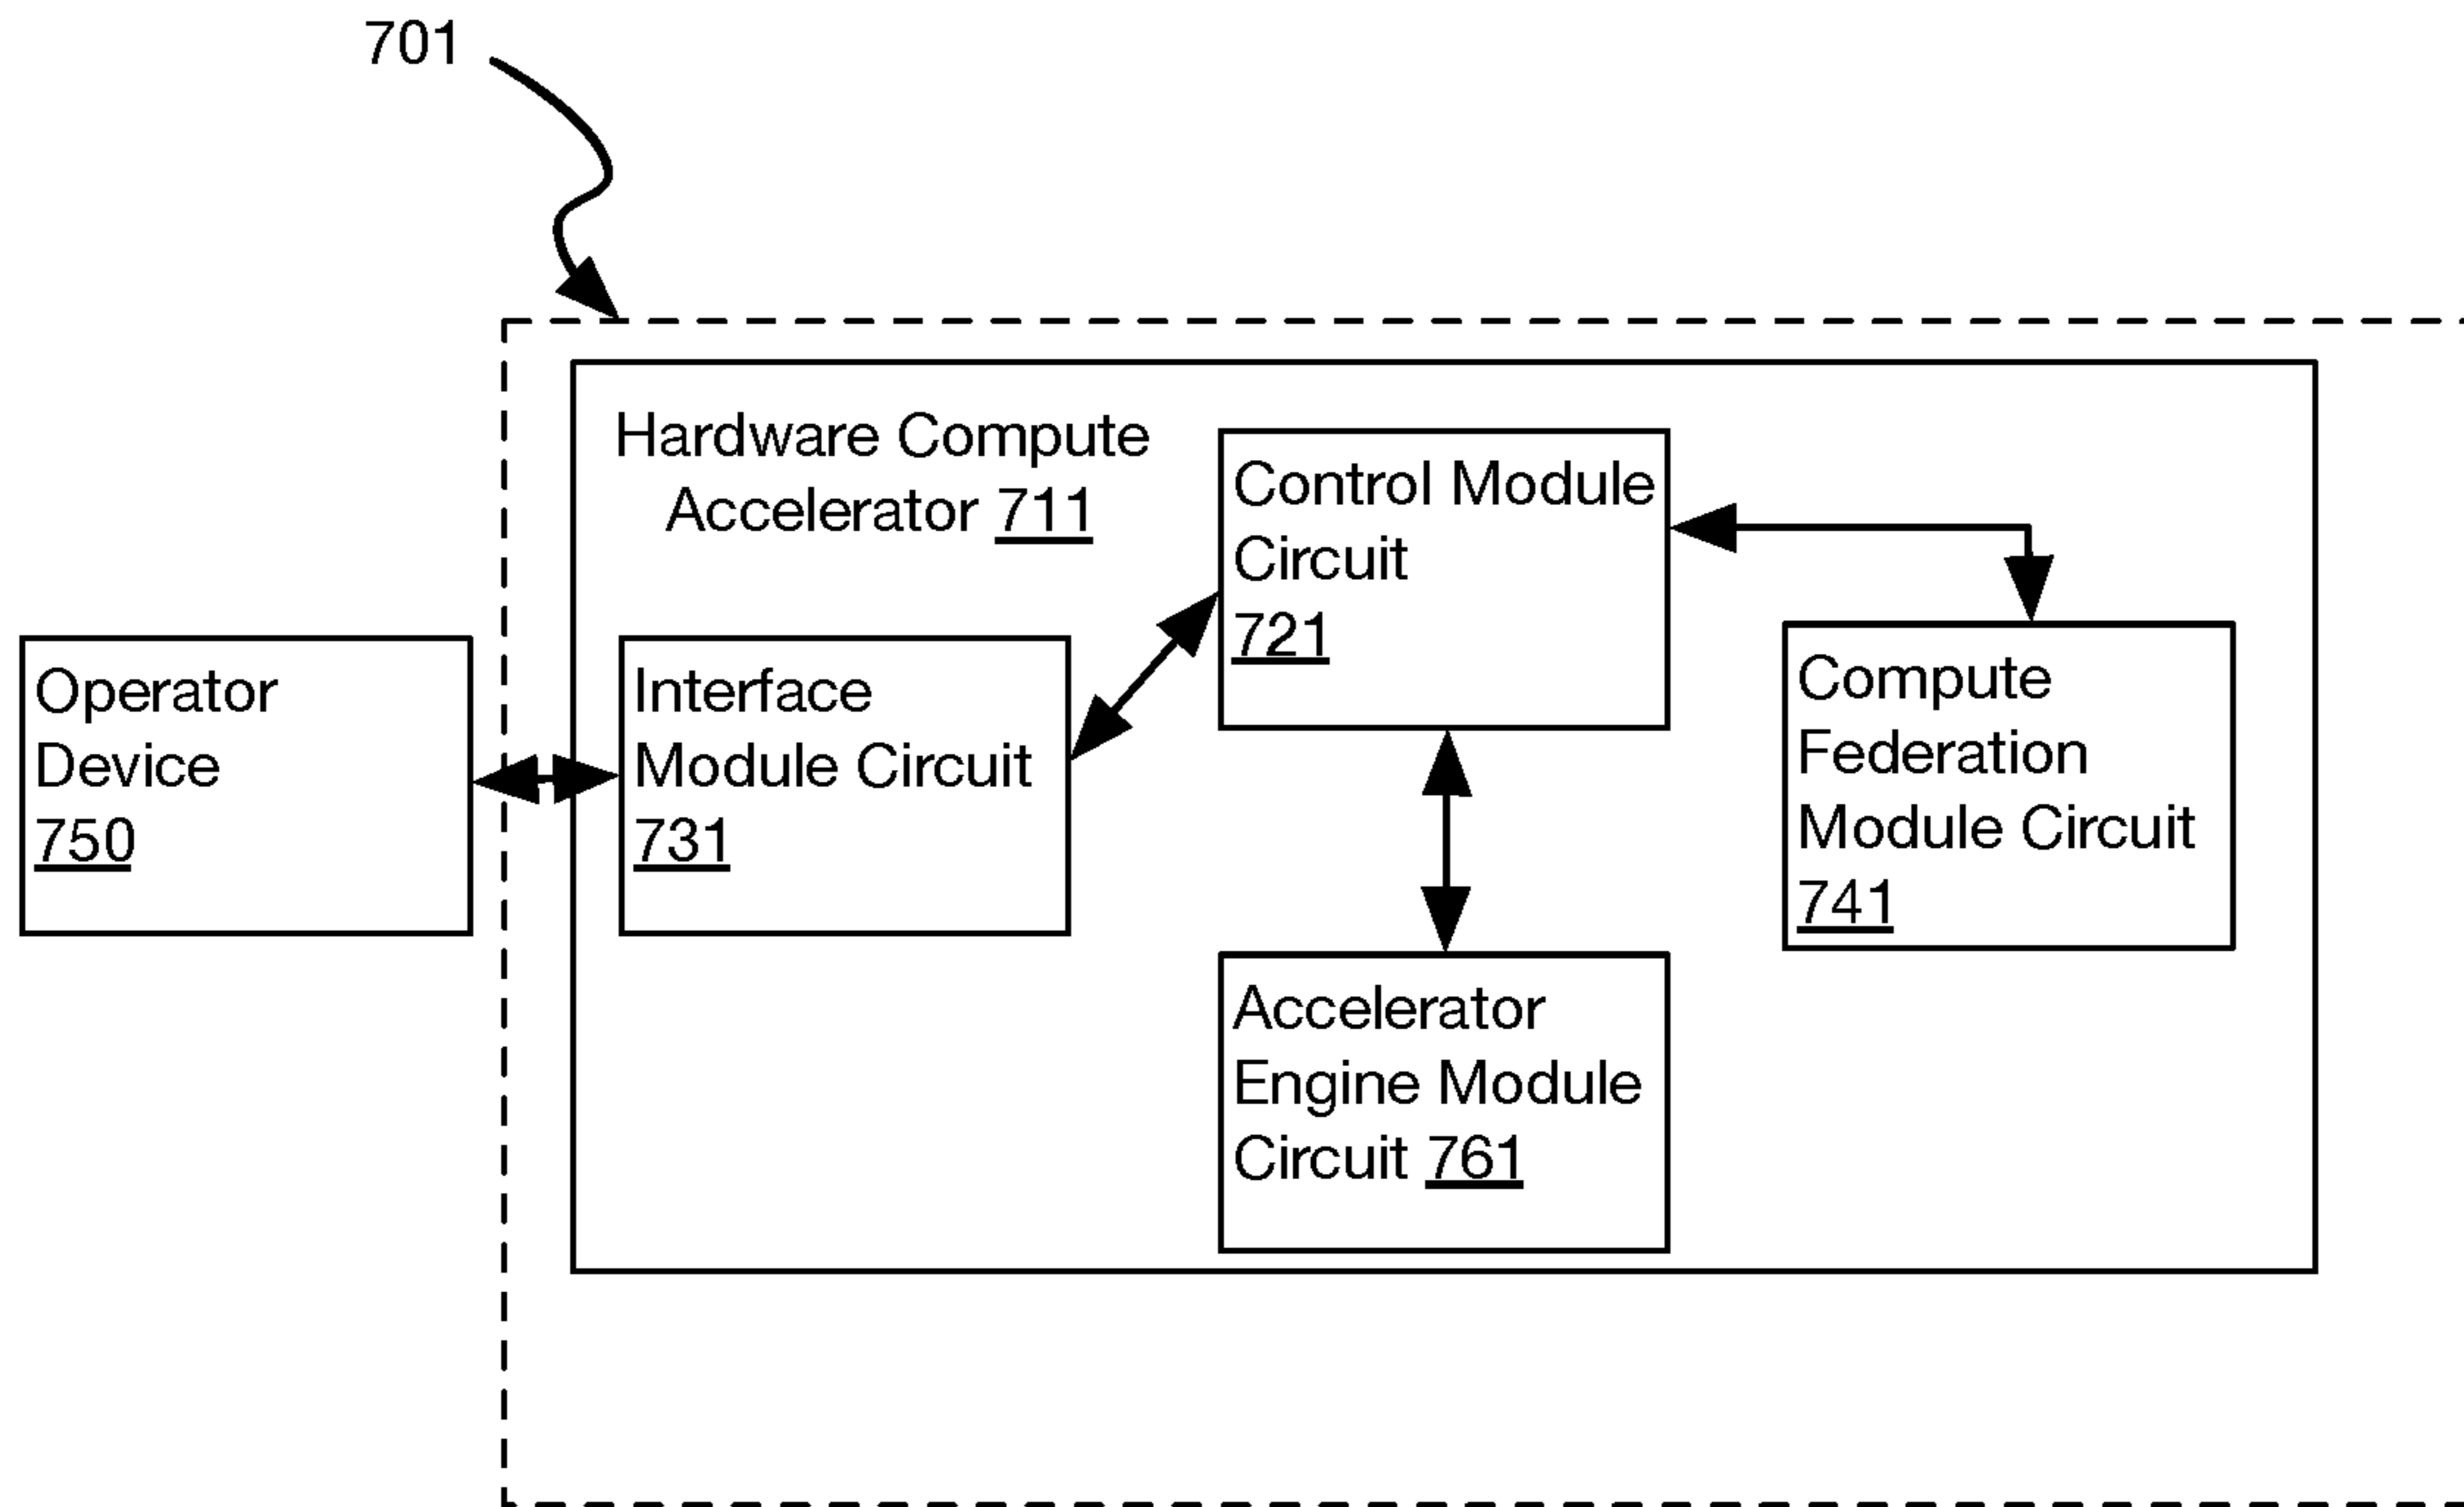 701
Hardware Compute
Accelerator 711
Control Module
Circuit
721
Operator
Device
750
Interface
Module Circuit
731
Compute
Federation
Module Circuit
741
Accelerator
Engine Module
Circuit 761